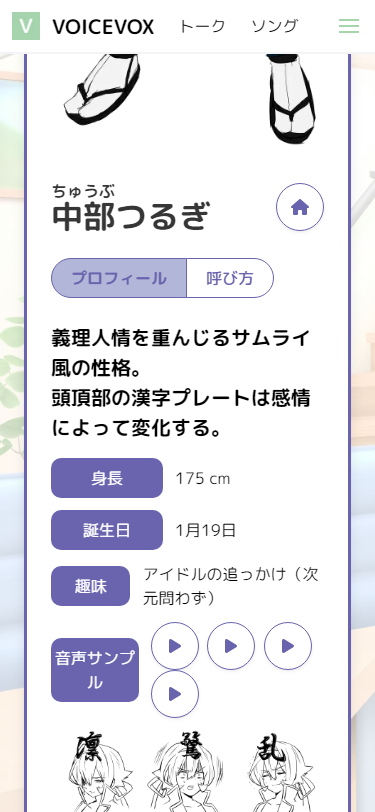 V VOICEVOX トーク ソング
ちゅうぶ
中部つるぎ
プロフィール 呼び方
義理人情を重んじるサムライ
風の性格。
頭頂部の漢字プレートは感情
によって変化する。
身長 175 cm
誕生日 1月19日
趣味 アイドルの追っかけ（次
元問わず）
音声サンプ
ル
凛 驚 乱